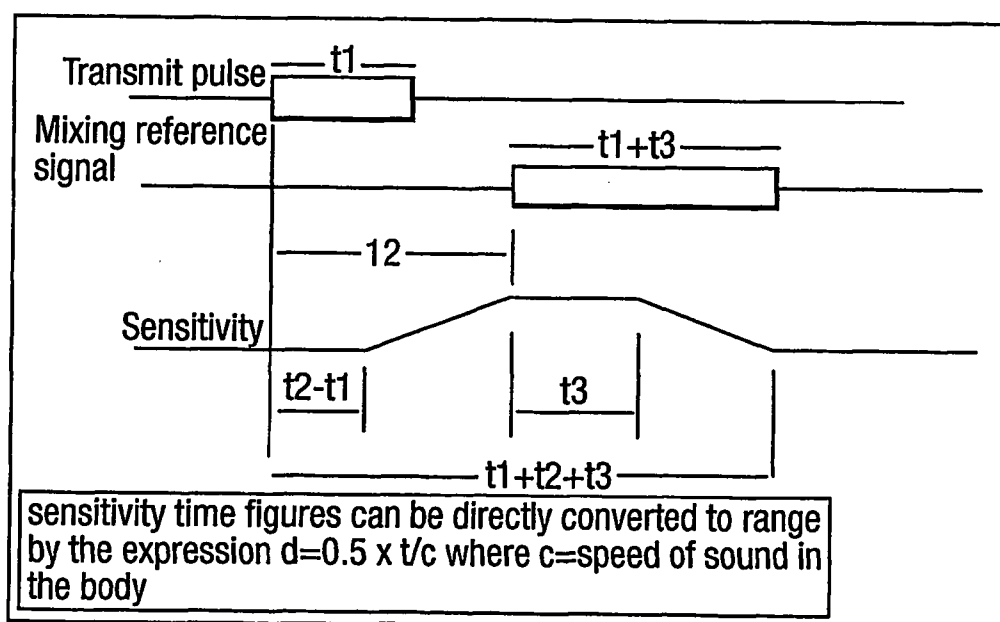 t1
Transmit pulse
Mixing reference
signal
t1+t3
12
Sensitivity
t2-t1
t3
t1+t2+t3
sensitivity time figures can be directly converted to range
by the expression d=0.5 x t/c where c=speed of sound in
the body